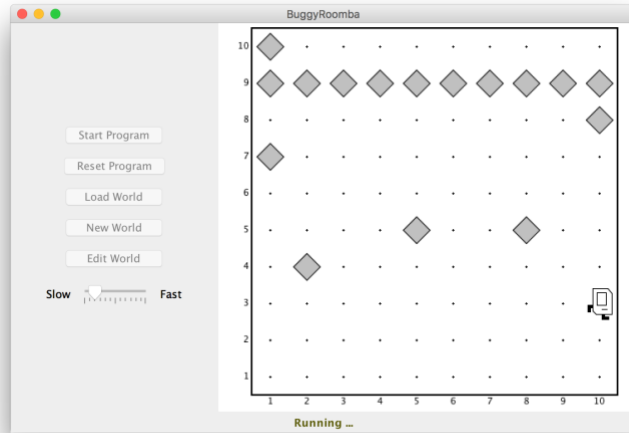 BuggyRoomba
Start Program
Reset Program
Load World
New World
Edit World
Slow Fast
10
9
8
7
6
5
4
3
2
1
1 2 3 4 5 6 7 8 9 10
Running ...